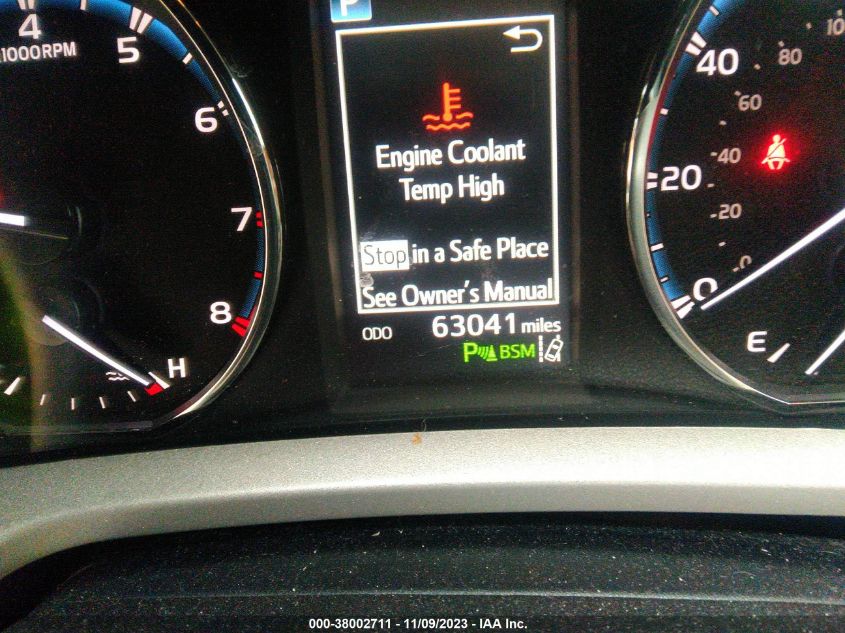 P
4
x1000RPM
5
6
7
8
H
Engine Coolant
Temp High
Stop in a Safe Place
See Owner's Manual
ODO 63041 miles
P BSM
40
20
0
80
60
40
20
0
E
000-38002711 - 11/09/2023 - IAA Inc.